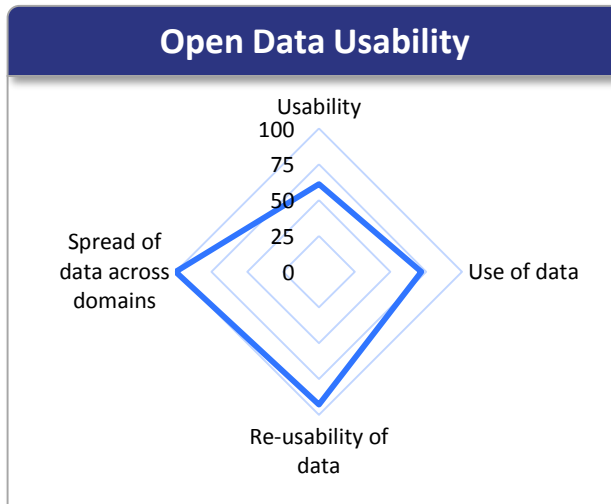 Open Data Usability
Usability
100
75
50
25
0
Spread of
data across
domains
Use of data
Re-usability of
data